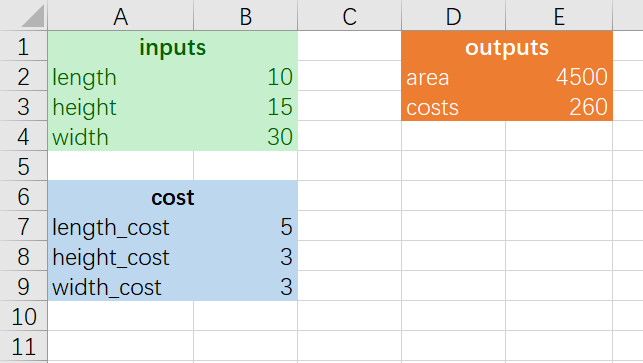 A B C D E
1 inputs outputs
2 length 10 area 4500
3 height 15 costs 260
4 width 30
5
6 cost
7 length_cost 5
8 height_cost 3
9 width_cost 3
10
11